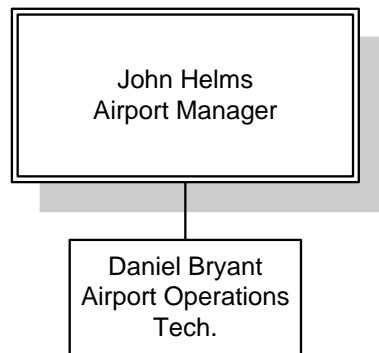 John Helms
Airport Manager
Daniel Bryant
Airport Operations
Tech.